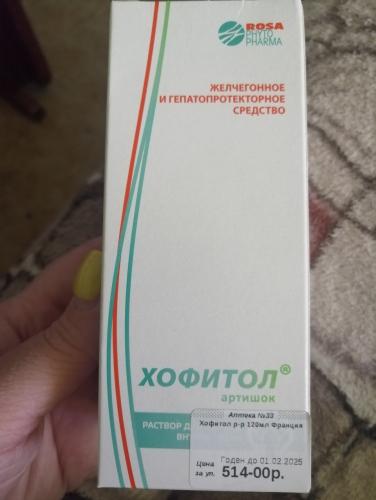 ROSA
PHYTO
PHARMA
ЖЕЛЧЕГОННОЕ
И ГЕПАТОПРОТЕКТОРНОЕ
СРЕДСТВО
ХОФИТОЛ®
артишок
РАСТВОР Д
ВН
Аптека №33
Хофитол р-р 120мл Франция
Годен до 01.02.2025
Цена
за уп. 514-00р.